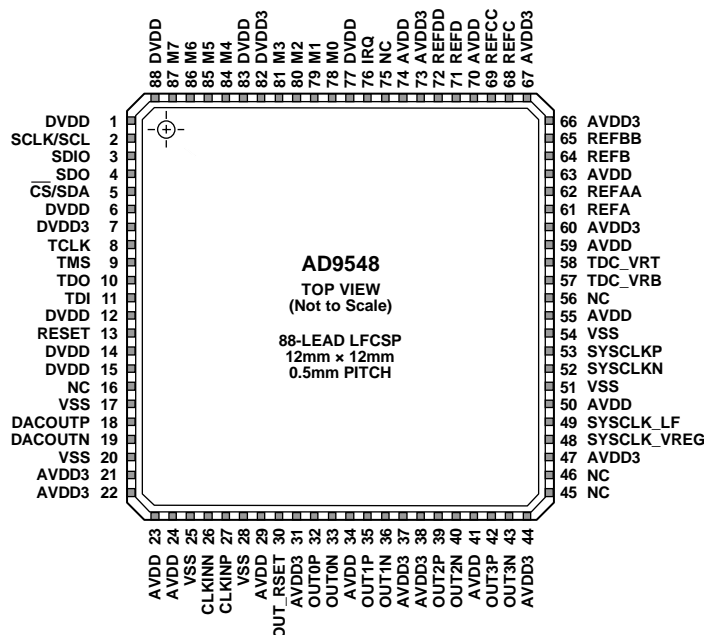 88 DVDD
87 M7
86 M6
85 M5
84 M4
83 DVDD
82 DVDD3
81 M3
80 M2
79 M1
78 M0
77 DVDD
76 IRQ
75 NC
74 AVDD
73 AVDD3
72 REFDD
71 REFD
70 AVDD
69 REFCC
68 REFC
67 AVDD3
DVDD 1
SCLK/SCL 2
SDIO 3
SDO 4
CS/SDA 5
DVDD 6
DVDD3 7
TCLK 8
TMS 9
TDO 10
TDI 11
DVDD 12
RESET 13
DVDD 14
DVDD 15
NC 16
VSS 17
DACOUTP 18
DACOUTN 19
VSS 20
AVDD3 21
AVDD3 22
AD9548
TOP VIEW
(Not to Scale)
88-LEAD LFCSP
12mm × 12mm
0.5mm PITCH
66 AVDD3
65 REFBB
64 REFB
63 AVDD
62 REFAA
61 REFA
60 AVDD3
59 AVDD
58 TDC_VRT
57 TDC_VRB
56 NC
55 AVDD
54 VSS
53 SYSCLKP
52 SYSCLKN
51 VSS
50 AVDD
49 SYSCLK_LF
48 SYSCLK_VREG
47 AVDD3
46 NC
45 NC
AVDD 23
AVDD 24
VSS 25
CLKINN 26
CLKINP 27
VSS 28
AVDD 29
OUT_RSET 30
AVDD3 31
OUT0P 32
OUT0N 33
AVDD 34
OUT1P 35
OUT1N 36
AVDD3 37
AVDD3 38
OUT2P 39
OUT2N 40
AVDD 41
OUT3P 42
OUT3N 43
AVDD3 44